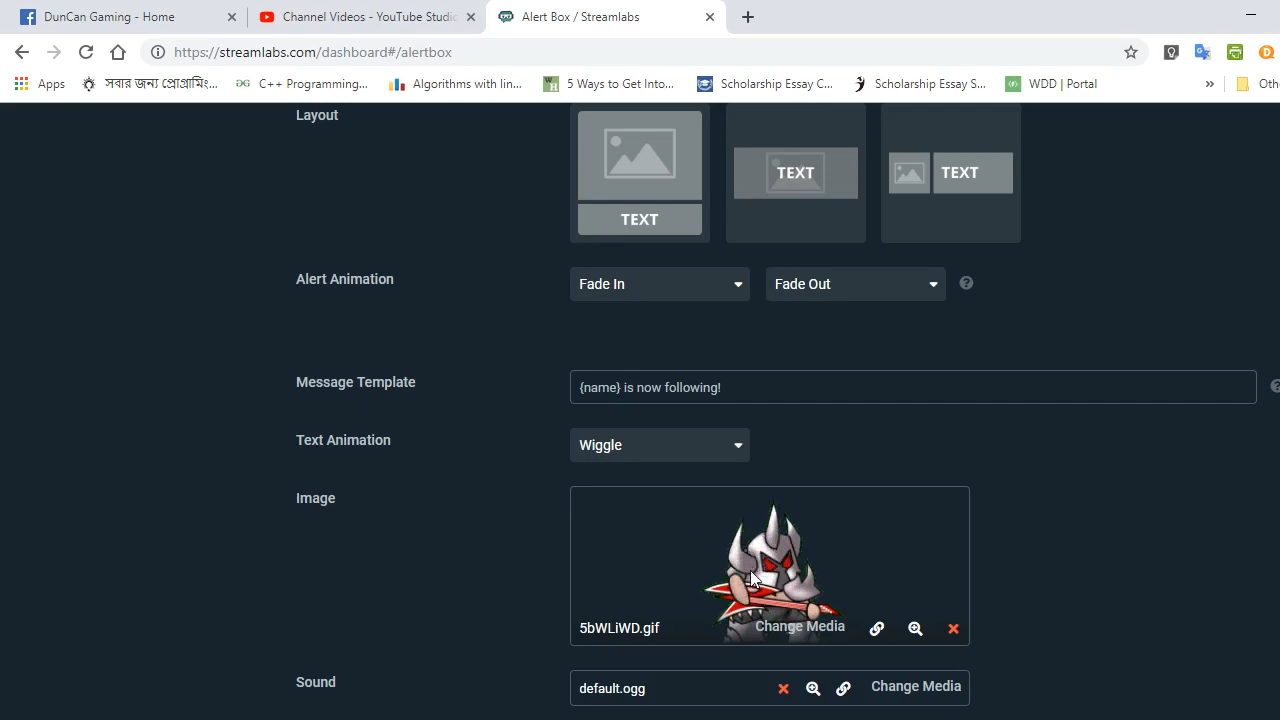 DunCan Gaming - Home
Channel Videos - YouTube Studio
Alert Box / Streamlabs
https://streamlabs.com/dashboard#/alertbox
Apps
সবার জন্য প্রোগ্রামিং...
C++ Programming...
Algorithms with lin...
5 Ways to Get Into...
Scholarship Essay C...
Scholarship Essay S...
WDD | Portal
»
Othe
Layout
TEXT
TEXT
TEXT
Alert Animation
Fade In
Fade Out
Message Template
{name} is now following!
Text Animation
Wiggle
Image
5bWLiWD.gif
Change Media
Sound
default.ogg
Change Media